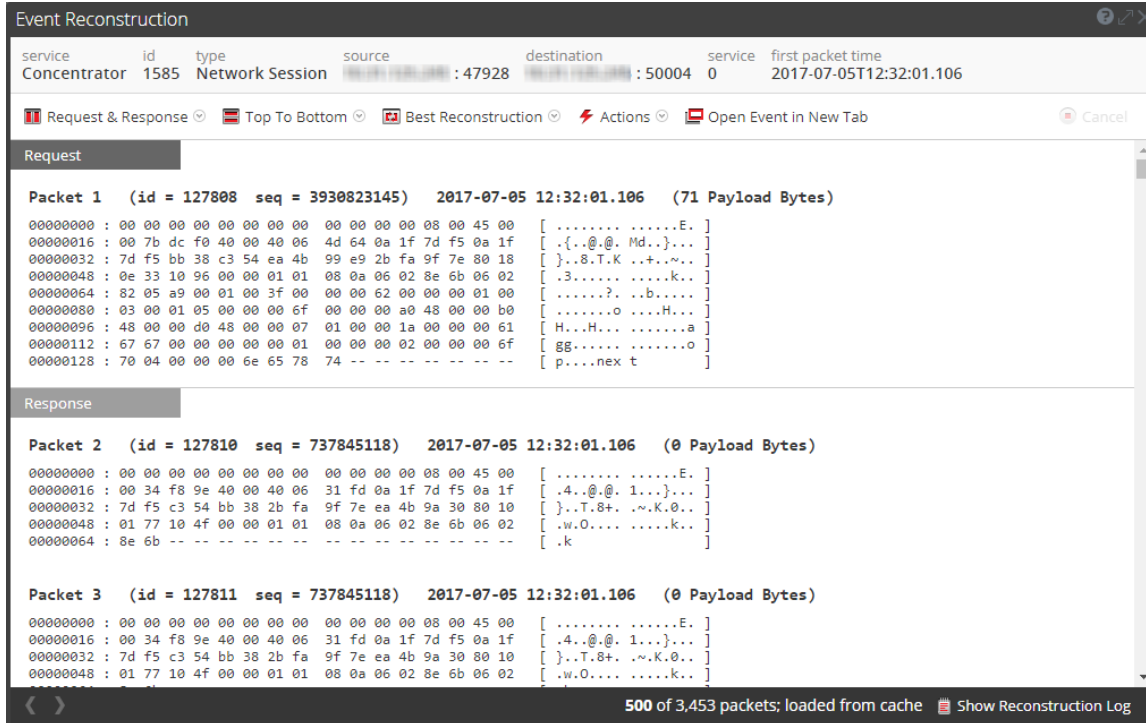 Event Reconstruction
service id type source destination service first packet time
Concentrator 1585 Network Session : 47928 : 50004 0 2017-07-05T12:32:01.106
Request & Response Top To Bottom Best Reconstruction Actions Open Event in New Tab Cancel
Request
Packet 1 (id = 127808 seq = 3930823145) 2017-07-05 12:32:01.106 (71 Payload Bytes)
00000000 : 00 00 00 00 00 00 00 00 00 00 00 00 08 00 45 00 [ ........ ......E. ]
00000016 : 00 7b dc f0 40 00 40 06 4d 64 0a 1f 7d f5 0a 1f [ .{..@.@. Md..}... ]
00000032 : 7d f5 bb 38 c3 54 ea 4b 99 e9 2b fa 9f 7e 80 18 [ }..8.T.K ..+..~.. ]
00000048 : 0e 33 10 96 00 00 01 01 08 0a 06 02 8e 6b 06 02 [ .3...... .....k.. ]
00000064 : 82 05 a9 00 01 00 3f 00 00 00 62 00 00 00 01 00 [ ......?. ..b..... ]
00000080 : 03 00 01 05 00 00 00 6f 00 00 00 a0 48 00 00 b0 [ .......o ....H... ]
00000096 : 48 00 00 d0 48 00 00 07 01 00 00 1a 00 00 00 61 [ H...H... .......a ]
00000112 : 67 67 00 00 00 00 00 01 00 00 00 02 00 00 00 6f [ gg...... .......o ]
00000128 : 70 04 00 00 00 6e 65 78 74 -- -- -- -- -- -- -- [ p....nex t ]
Response
Packet 2 (id = 127810 seq = 737845118) 2017-07-05 12:32:01.106 (0 Payload Bytes)
00000000 : 00 00 00 00 00 00 00 00 00 00 00 00 08 00 45 00 [ ........ ......E. ]
00000016 : 00 34 f8 9e 40 00 40 06 31 fd 0a 1f 7d f5 0a 1f [ .4..@.@. 1...}... ]
00000032 : 7d f5 c3 54 bb 38 2b fa 9f 7e ea 4b 9a 30 80 10 [ }..T.8+. .~.K.0.. ]
00000048 : 01 77 10 4f 00 00 01 01 08 0a 06 02 8e 6b 06 02 [ .w.O.... .....k.. ]
00000064 : 8e 6b -- -- -- -- -- -- -- -- -- -- -- -- -- -- [ .k ]
Packet 3 (id = 127811 seq = 737845118) 2017-07-05 12:32:01.106 (0 Payload Bytes)
00000000 : 00 00 00 00 00 00 00 00 00 00 00 00 08 00 45 00 [ ........ ......E. ]
00000016 : 00 34 f8 9e 40 00 40 06 31 fd 0a 1f 7d f5 0a 1f [ .4..@.@. 1...}... ]
00000032 : 7d f5 c3 54 bb 38 2b fa 9f 7e ea 4b 9a 30 80 10 [ }..T.8+. .~.K.0.. ]
00000048 : 01 77 10 4f 00 00 01 01 08 0a 06 02 8e 6b 06 02 [ .w.O.... .....k.. ]
500 of 3,453 packets; loaded from cache Show Reconstruction Log